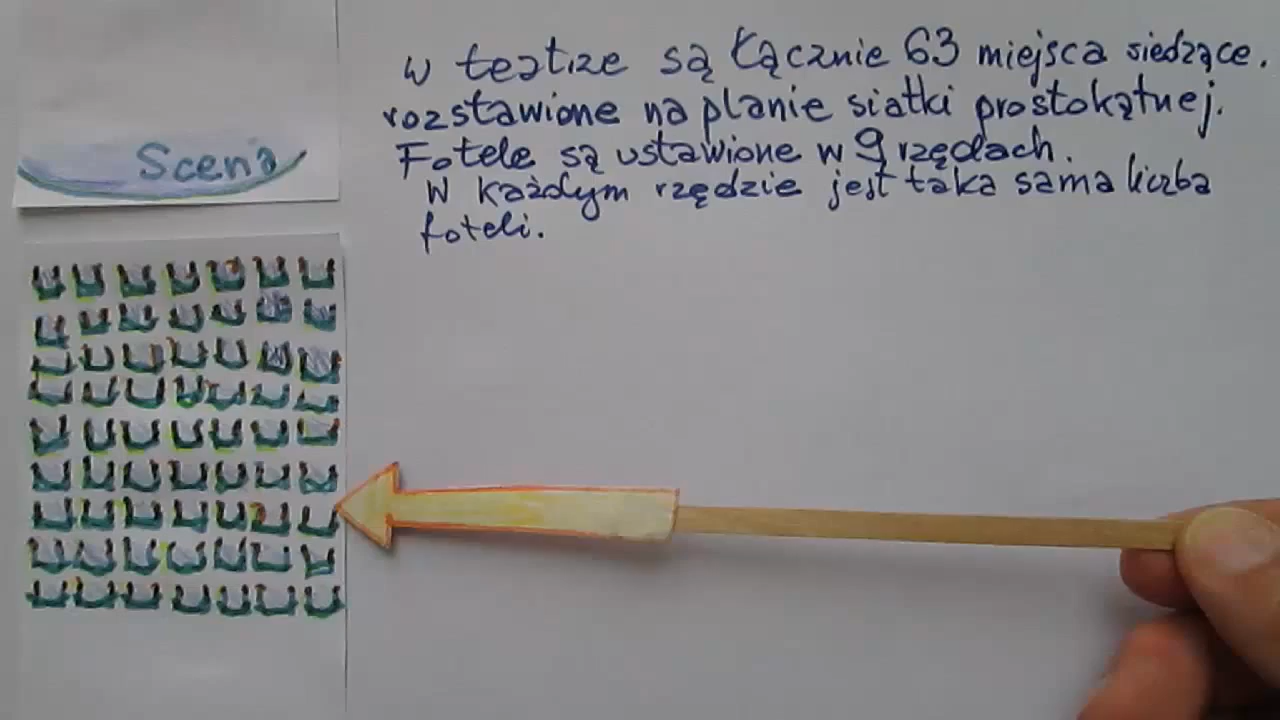 Scena
w teatrze są Łącznie 63 miejsca siedzące.
rozstawione na planie siatki prostokątnej.
Fotele są ustawione w 9 rzędach.
W każdym rzędzie jest taka sama liczba
foteli.